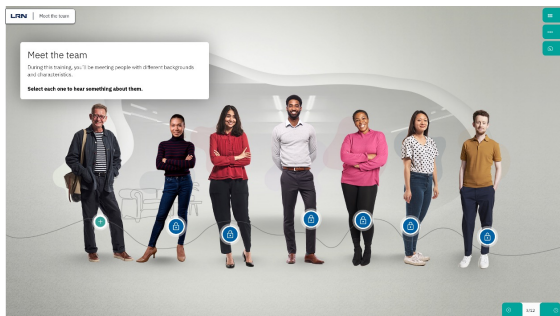 LRN
Meet the team
Meet the team
During this training, you'll be meeting people with different backgrounds
and characteristics.
Select each one to hear something about them.
4/12